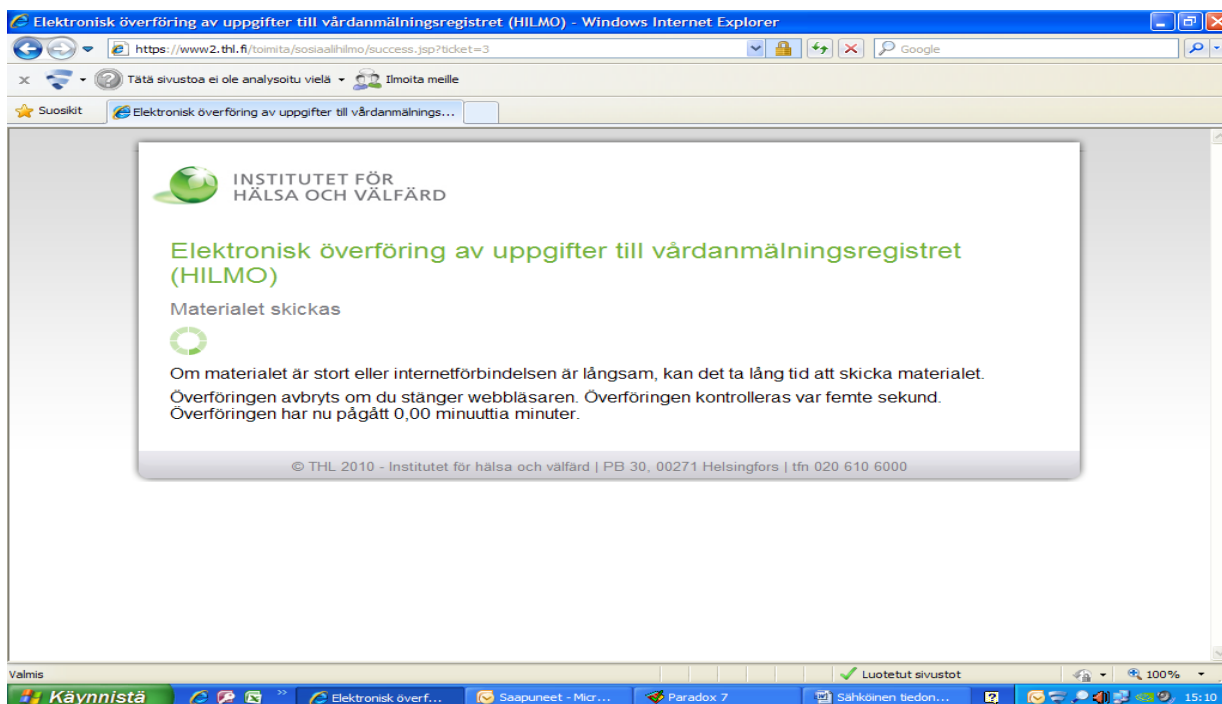 Elektronisk överföring av uppgifter till vårdanmälningsregistret (HILMO) - Windows Internet Explorer
https://www2.thl.fi/toimita/sosiaalihilmo/success.jsp?ticket=3
Google
x
Tätä sivustoa ei ole analysoitu vielä
Ilmoita meille
Suosikit
Elektronisk överföring av uppgifter till vårdanmälnings...
INSTITUTET FÖR
HÄLSA OCH VÄLFÄRD
Elektronisk överföring av uppgifter till vårdanmälningsregistret
(HILMO)
Materialet skickas
Om materialet är stort eller internetförbindelsen är långsam, kan det ta lång tid att skicka materialet.
Överföringen avbryts om du stänger webbläsaren. Överföringen kontrolleras var femte sekund.
Överföringen har nu pågått 0,00 minuuttia minuter.
© THL 2010 - Institutet för hälsa och välfärd | PB 30, 00271 Helsingfors | tfn 020 610 6000
Valmis
Luotetut sivustot
100%
Käynnistä
Elektronisk överf...
Saapuneet - Micr...
Paradox 7
Sähköinen tiedon...
15:10